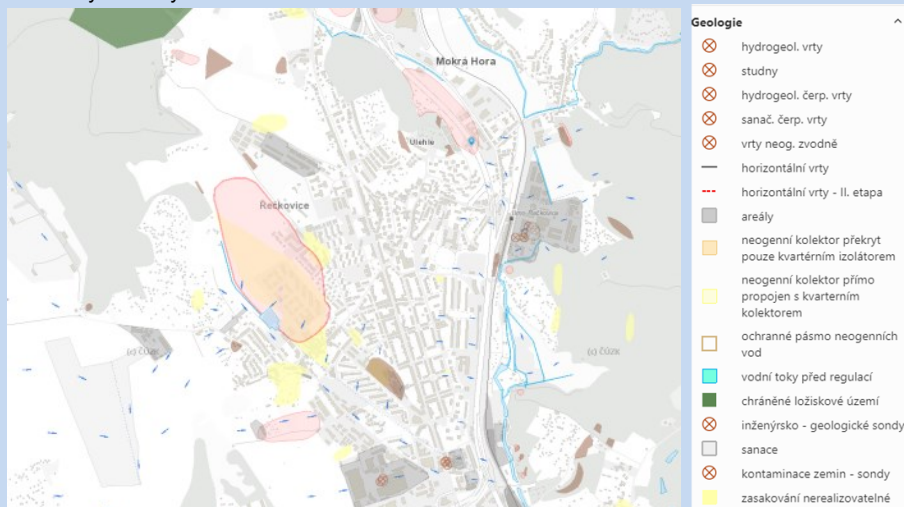 Mokrá Hora
Ulehle
Řečkovice
(c) ČÚZK
(c) ČÚZK
Geologie
hydrogeol. vrty
studny
hydrogeol. čerp. vrty
sanač. čerp. vrty
vrty neog. zvodně
horizontální vrty
horizontální vrty - II. etapa
areály
neogenní kolektor překryt
pouze kvartérním izolátorem
neogenní kolektor přímo
propojen s kvarterním
kolektorem
ochranné pásmo neogenních
vod
vodní toky před regulací
chráněné ložiskové území
inženýrsko - geologické sondy
sanace
kontaminace zemin - sondy
zasakování nerealizovatelné